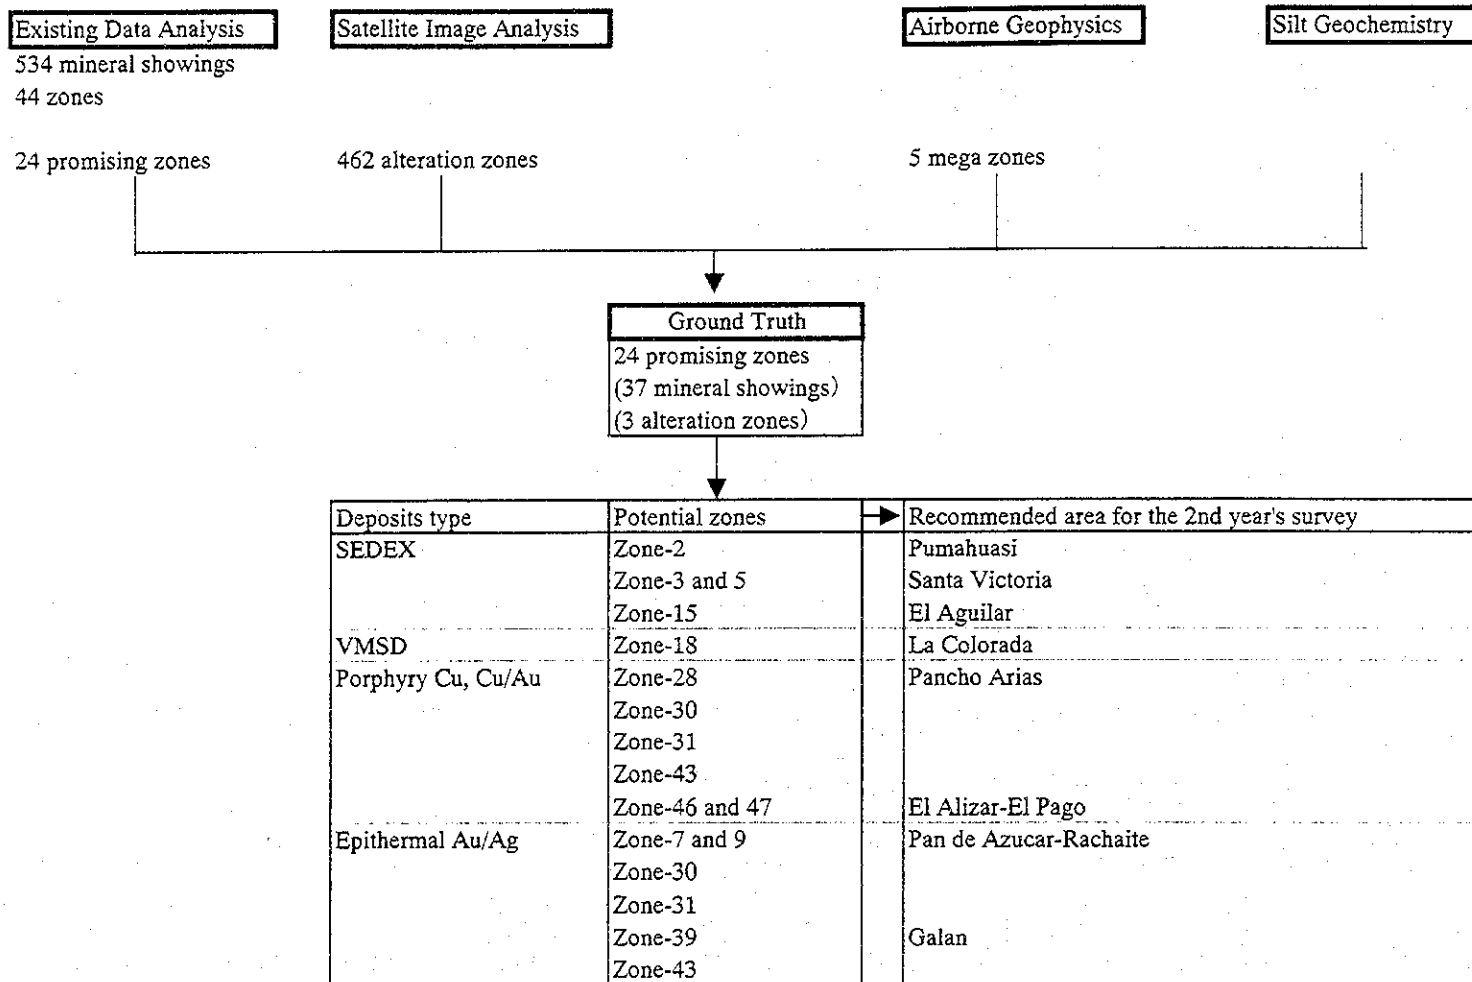 Existing Data Analysis Satellite Image Analysis Airborne Geophysics Silt Geochemistry
534 mineral showings
44 zones
24 promising zones 462 alteration zones 5 mega zones
Ground Truth
24 promising zones
(37 mineral showings)
(3 alteration zones)
Deposits type Potential zones Recommended area for the 2nd year's survey
SEDEX Zone-2 Pumahuasi
Zone-3 and 5 Santa Victoria
Zone-15 El Aguilar
VMSD Zone-18 La Colorada
Porphyry Cu, Cu/Au Zone-28 Pancho Arias
Zone-30
Zone-31
Zone-43
Zone-46 and 47 El Alizar-El Pago
Epithermal Au/Ag Zone-7 and 9 Pan de Azucar-Rachaite
Zone-30
Zone-31
Zone-39 Galan
Zone-43